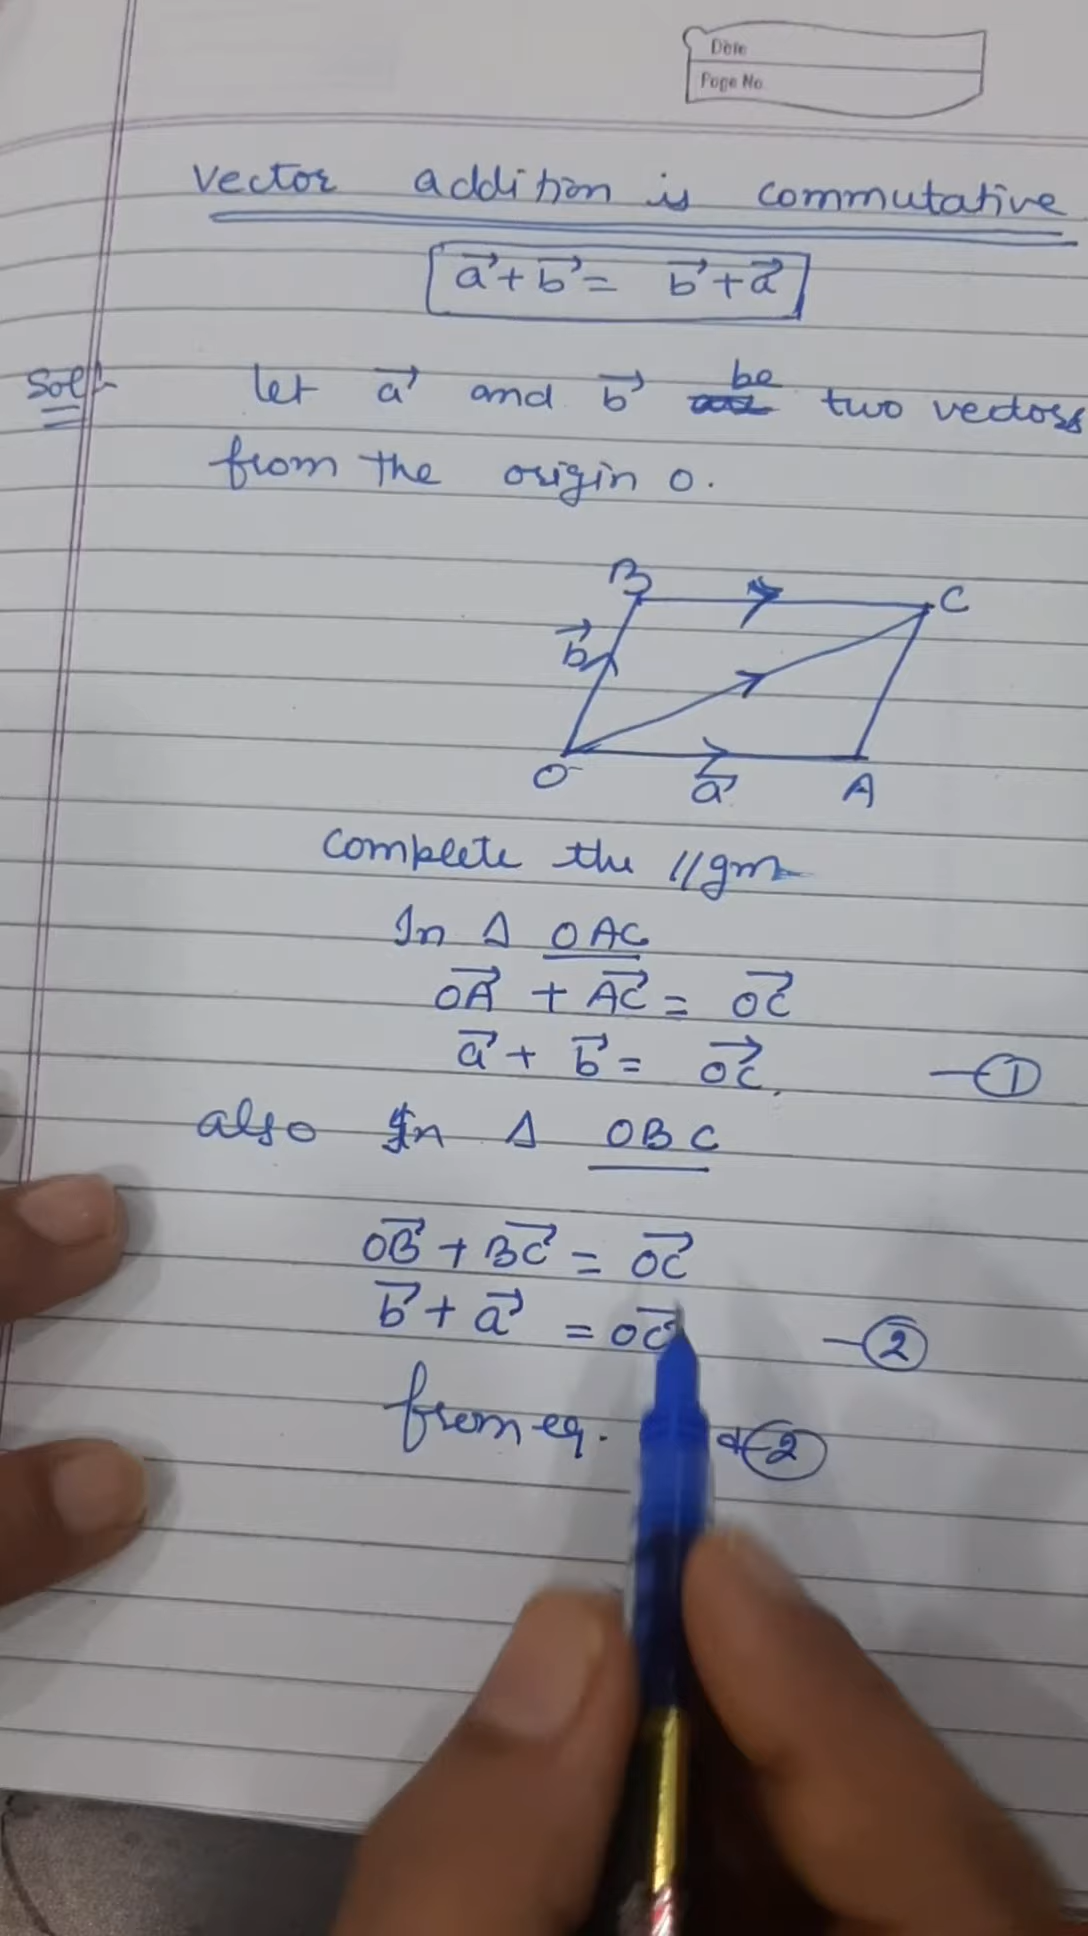 Date
Page No.
vector addition is commutative
a⃗ + b⃗ = b⃗ + a⃗
Sol:- let a⃗ and b⃗ be two vectors
from the origin O.
B
C
b⃗
O
a⃗
A
Complete the //gm
In Δ OAC
OA⃗ + AC⃗ = OC⃗
a⃗ + b⃗ = OC⃗ —①
also In Δ OBC
OB⃗ + BC⃗ = OC⃗
b⃗ + a⃗ = OC⃗ —②
from eq. & ②